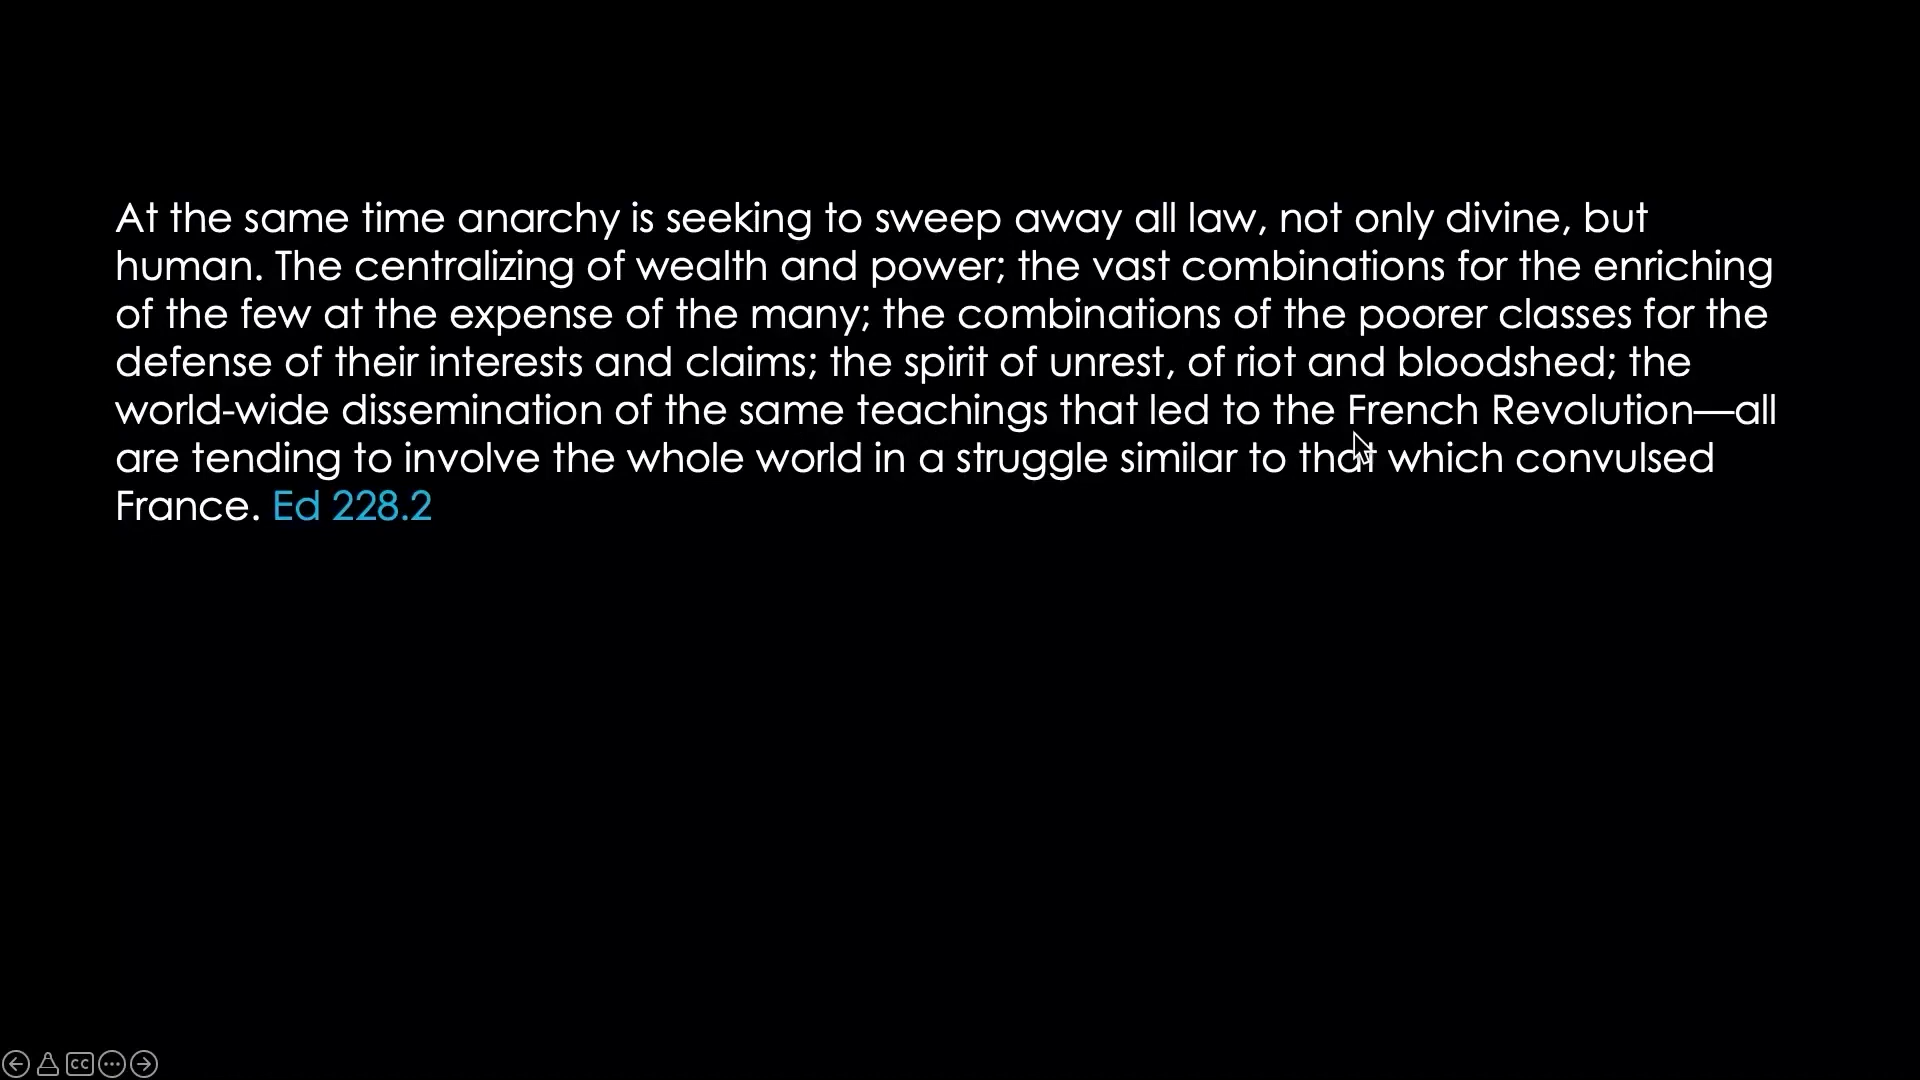 At the same time anarchy is seeking to sweep away all law, not only divine, but
human. The centralizing of wealth and power; the vast combinations for the enriching
of the few at the expense of the many; the combinations of the poorer classes for the
defense of their interests and claims; the spirit of unrest, of riot and bloodshed; the
world-wide dissemination of the same teachings that led to the French Revolution—all
are tending to involve the whole world in a struggle similar to that which convulsed
France. Ed 228.2
CC